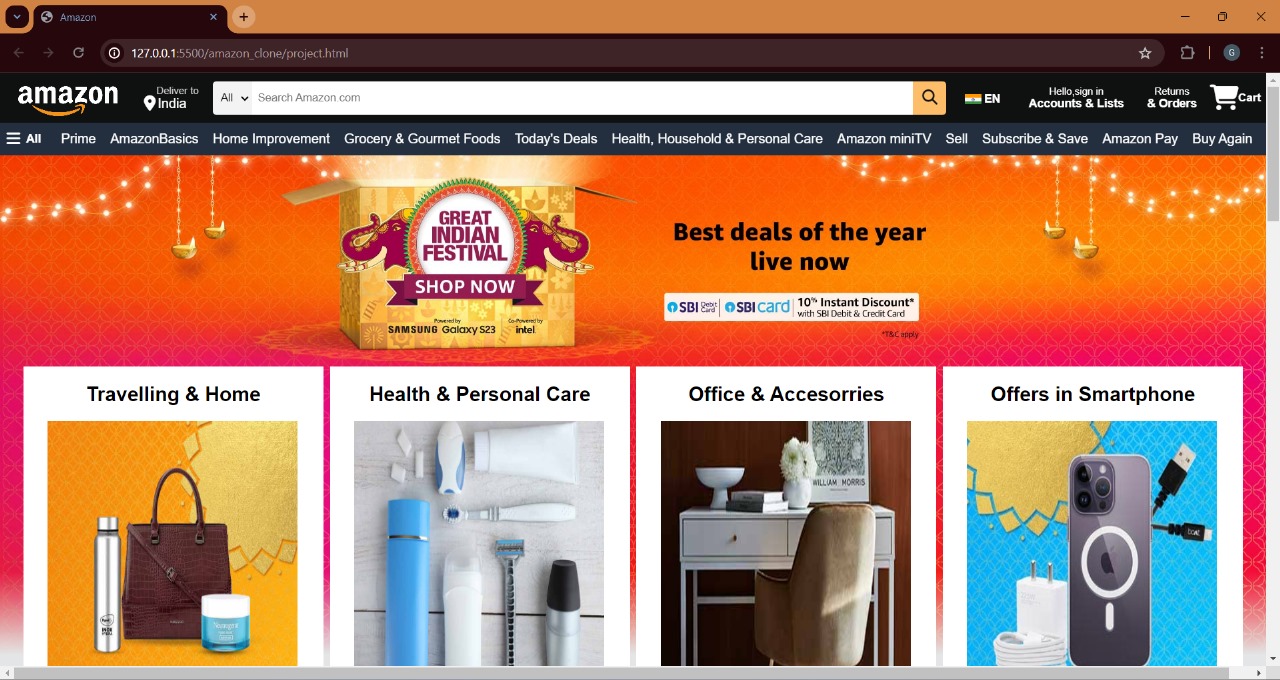 Amazon
127.0.0.1:5500/amazon_clone/project.html
G
amazon
Deliver to
India
All
Search Amazon.com
EN
Hello,sign in
Accounts & Lists
Returns
& Orders
Cart
All Prime AmazonBasics Home Improvement Grocery & Gourmet Foods Today's Deals Health, Household & Personal Care Amazon miniTV Sell Subscribe & Save Amazon Pay Buy Again
GREAT
INDIAN
FESTIVAL
SHOP NOW
Powered by
SAMSUNG Galaxy S23
Co-Powered by
intel
Best deals of the year
live now
SBI Debit Card
SBI card
10% Instant Discount*
with SBI Debit & Credit Card
*T&C apply
Travelling & Home
Health & Personal Care
Office & Accesorries
Offers in Smartphone
WILLIAM MORRIS
Neutrogena
boAt